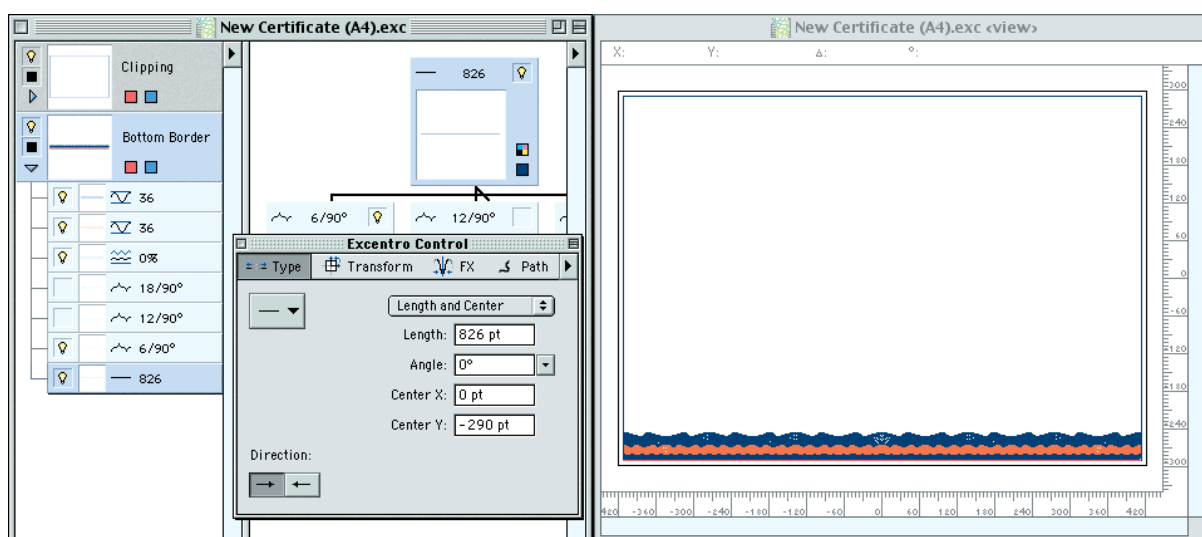 New Certificate (A4).exc
Clipping
Bottom Border
36
36
0%
18/90°
12/90°
6/90°
826
826
6/90°
12/90°
Excentro Control
Type
Transform
FX
Path
Length and Center
Length: 826 pt
Angle: 0°
Center X: 0 pt
Center Y: -290 pt
Direction:
New Certificate (A4).exc <view>
X: Y: Δ: °:
300
240
180
120
60
0
-60
-120
-180
-240
-300
420 -360 -300 -240 -180 -120 -60 0 60 120 180 240 300 360 420